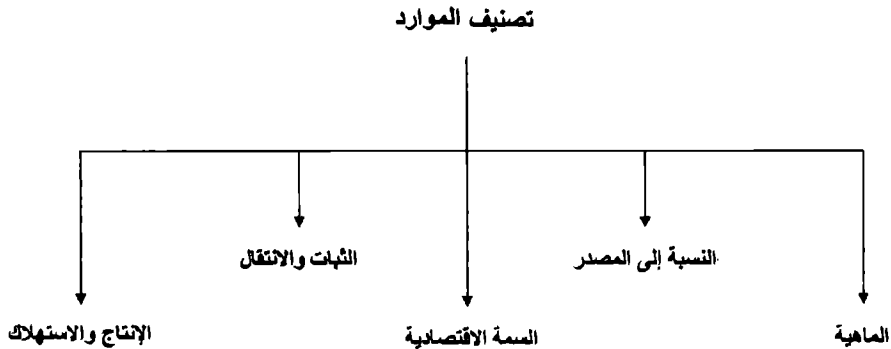 تصنيف الموارد
النسبة إلى المصدر
الثبات والانتقال
الماهية
السمة الاقتصادية
الإنتاج والاستهلاك